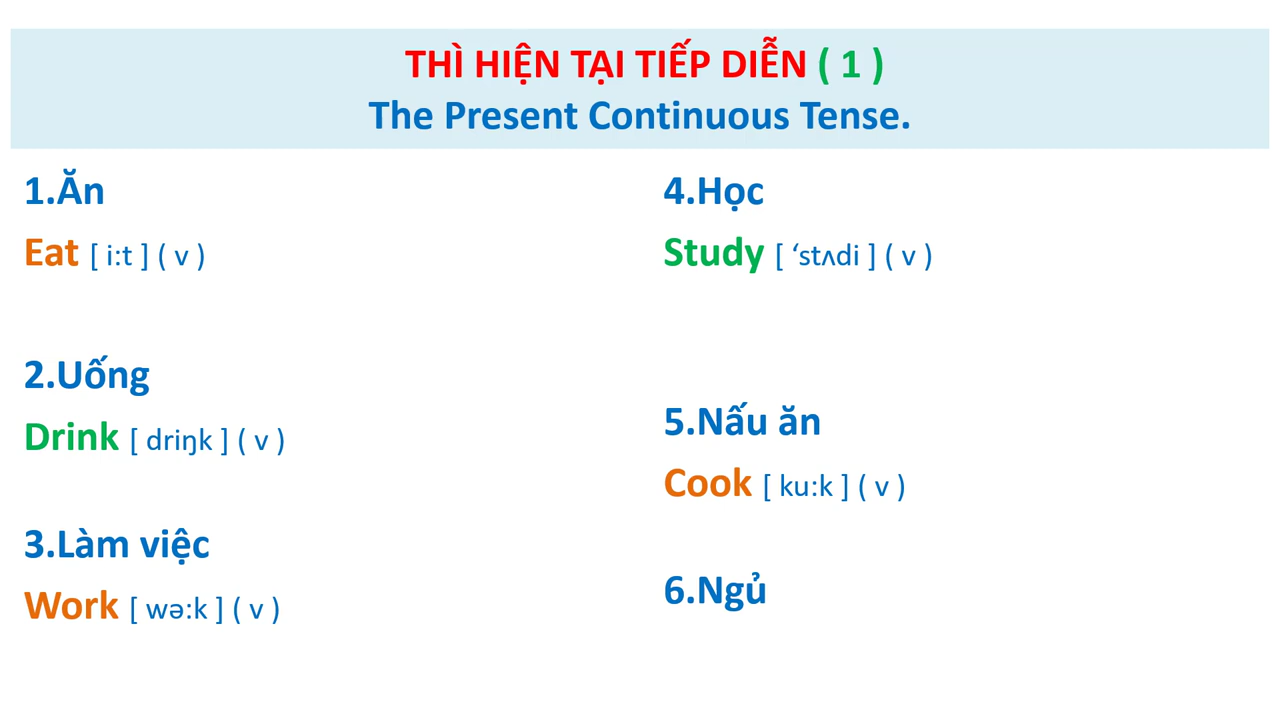 THÌ HIỆN TẠI TIẾP DIỄN ( 1 )
The Present Continuous Tense.
1.Ăn
Eat [ i:t ] ( v )
2.Uống
Drink [ driŋk ] ( v )
3.Làm việc
Work [ wə:k ] ( v )
4.Học
Study [ ‘stʌdi ] ( v )
5.Nấu ăn
Cook [ ku:k ] ( v )
6.Ngủ